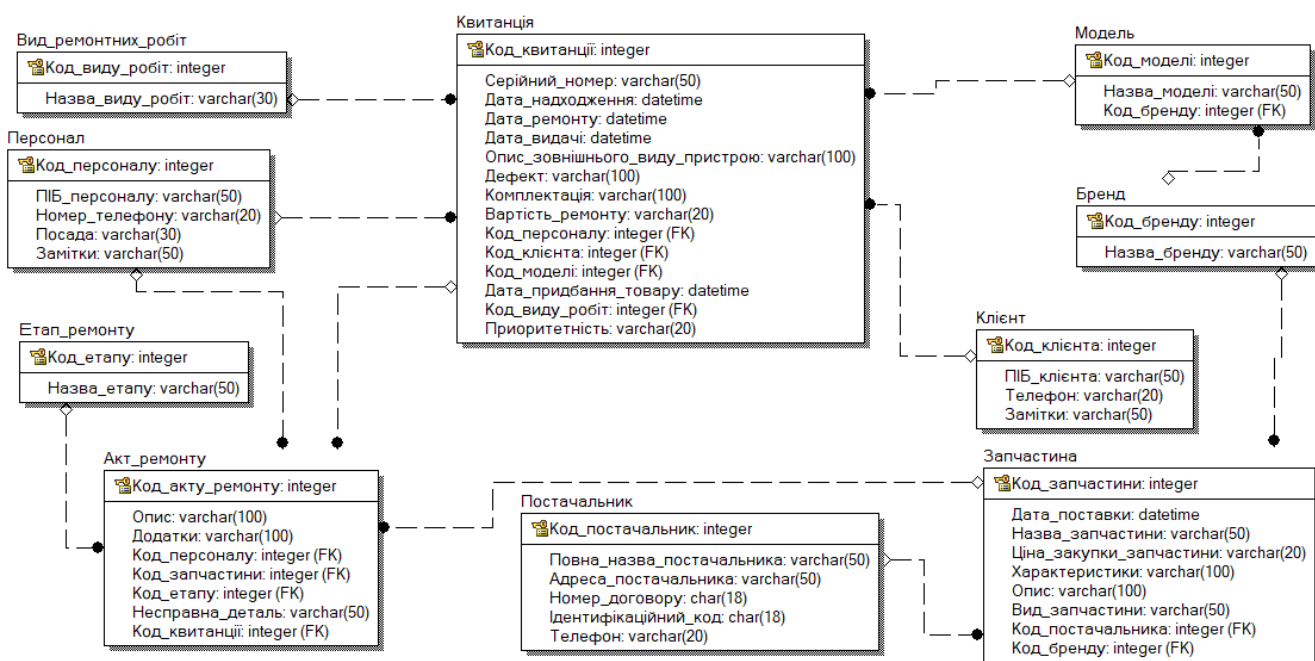 Вид_ремонтних_робіт
Код_виду_робіт: integer
Назва_виду_робіт: varchar(30)
Персонал
Код_персоналу: integer
ПІБ_персоналу: varchar(50)
Номер_телефону: varchar(20)
Посада: varchar(30)
Замітки: varchar(50)
Етап_ремонту
Код_етапу: integer
Назва_етапу: varchar(50)
Акт_ремонту
Код_акту_ремонту: integer
Опис: varchar(100)
Додатки: varchar(100)
Код_персоналу: integer (FK)
Код_запчастини: integer (FK)
Код_етапу: integer (FK)
Несправна_деталь: varchar(50)
Код_квитанції: integer (FK)
Квитанція
Код_квитанції: integer
Серійний_номер: varchar(50)
Дата_надходження: datetime
Дата_ремонту: datetime
Дата_видачі: datetime
Опис_зовнішнього_виду_пристрою: varchar(100)
Дефект: varchar(100)
Комплектація: varchar(100)
Вартість_ремонту: varchar(20)
Код_персоналу: integer (FK)
Код_клієнта: integer (FK)
Код_моделі: integer (FK)
Дата_придбання_товару: datetime
Код_виду_робіт: integer (FK)
Приоритетність: varchar(20)
Постачальник
Код_постачальник: integer
Повна_назва_постачальника: varchar(50)
Адреса_постачальника: varchar(50)
Номер_договору: char(18)
Ідентифікаційний_код: char(18)
Телефон: varchar(20)
Модель
Код_моделі: integer
Назва_моделі: varchar(50)
Код_бренду: integer (FK)
Бренд
Код_бренду: integer
Назва_бренду: varchar(50)
Клієнт
Код_клієнта: integer
ПІБ_клієнта: varchar(50)
Телефон: varchar(20)
Замітки: varchar(50)
Запчастина
Код_запчастини: integer
Дата_поставки: datetime
Назва_запчастини: varchar(50)
Ціна_закупки_запчастини: varchar(20)
Характеристики: varchar(100)
Опис: varchar(100)
Вид_запчастини: varchar(50)
Код_постачальника: integer (FK)
Код_бренду: integer (FK)